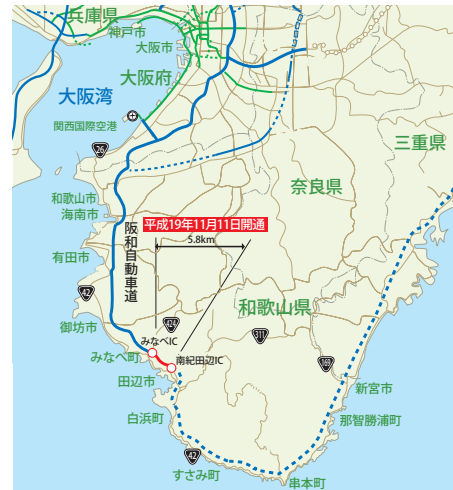 兵庫県
神戸市
大阪市
大阪府
大阪湾
関西国際空港
26
三重県
奈良県
和歌山市
海南市
平成19年11月11日開通
5.8km
阪和自動車道
有田市
42
和歌山県
御坊市
424
311
みなべIC
みなべ町
南紀田辺IC
169
田辺市
新宮市
白浜町
那智勝浦町
42
すさみ町
串本町